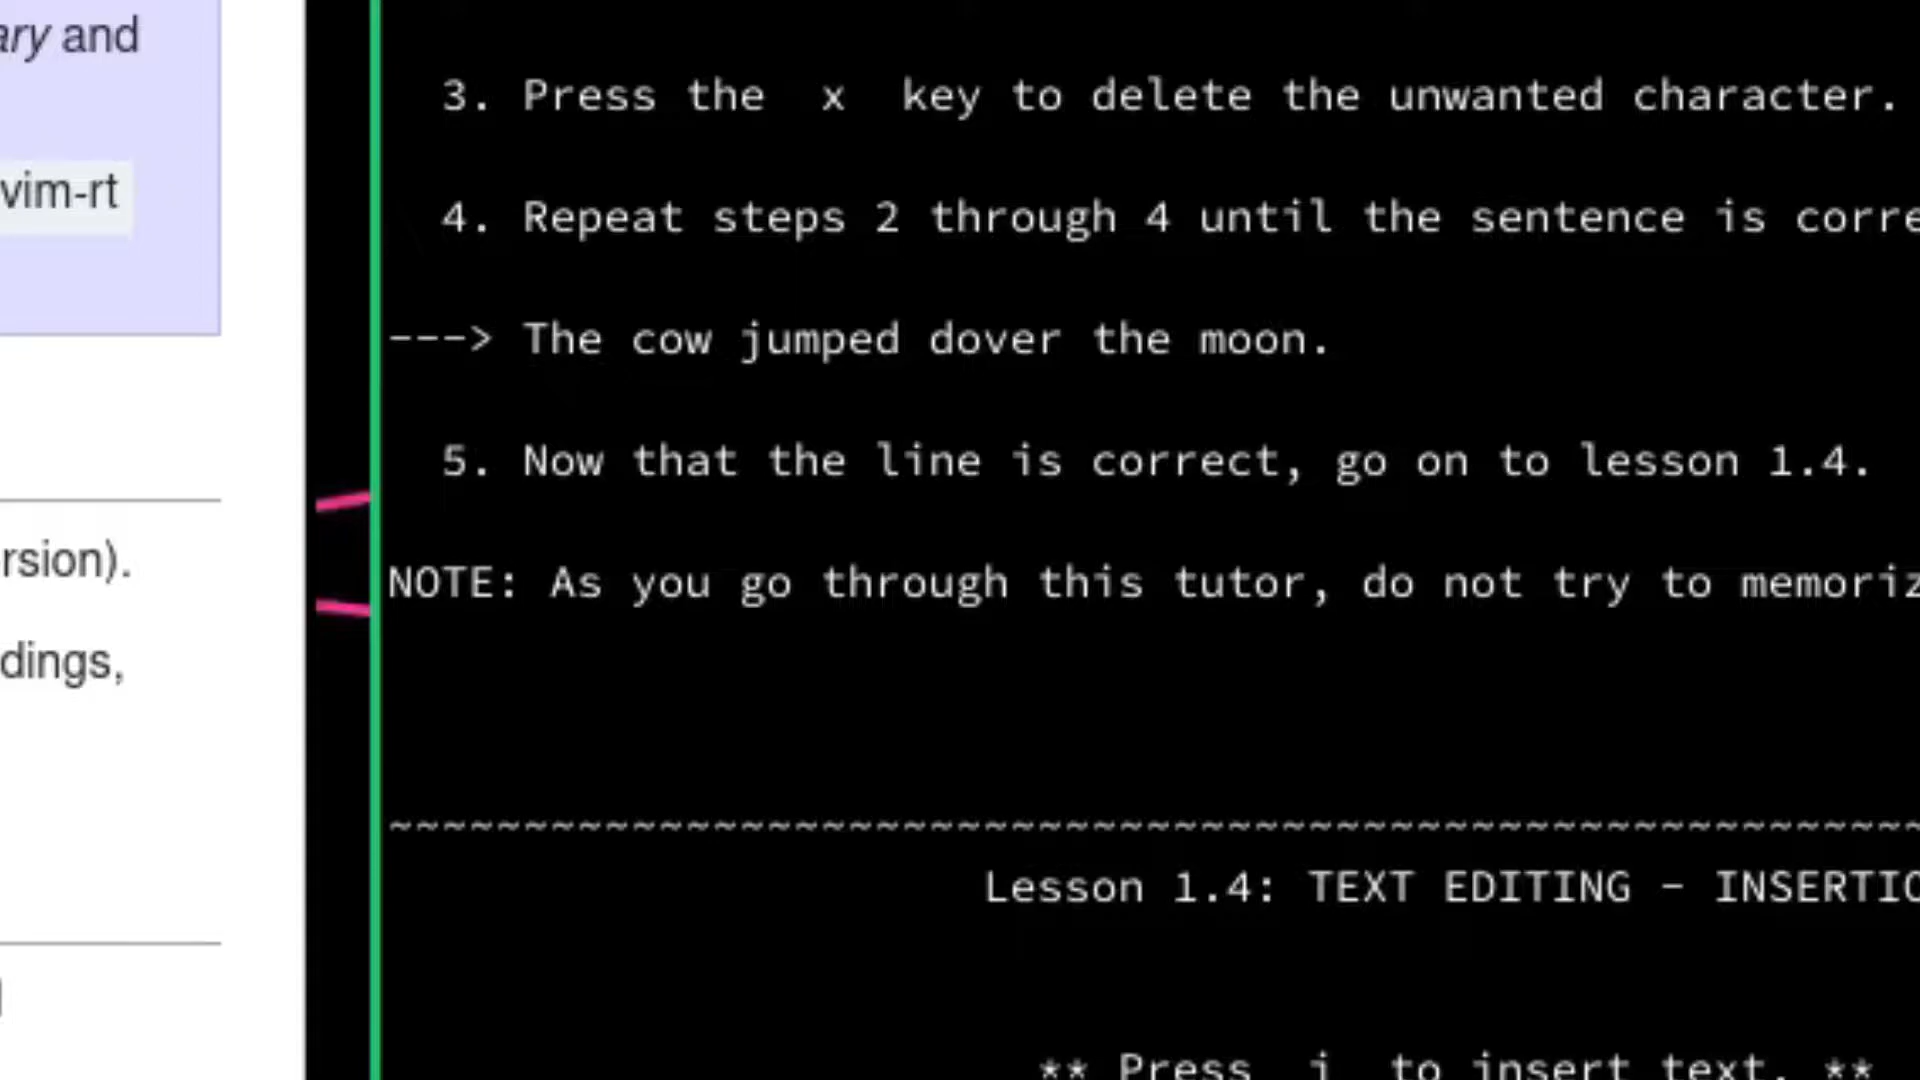 ary and
vim-rt
rsion).
dings,
3. Press the  x  key to delete the unwanted character.
4. Repeat steps 2 through 4 until the sentence is corre
---> The cow jumped dover the moon.
5. Now that the line is correct, go on to lesson 1.4.
NOTE: As you go through this tutor, do not try to memoriz
~~~~~~~~~~~~~~~~~~~~~~~~~~~~~~~~~~~~~~~~~~~~~~~~~~~~~~~~~
Lesson 1.4: TEXT EDITING - INSERTIO
** Press  i  to insert text. **